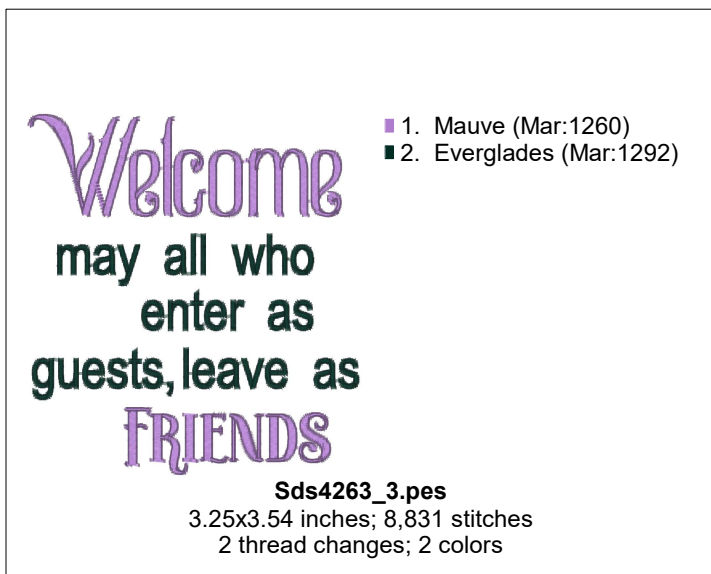 Welcome
may all who
enter as
guests, leave as
FRIENDS
1. Mauve (Mar:1260)
2. Everglades (Mar:1292)
Sds4263_3.pes
3.25x3.54 inches; 8,831 stitches
2 thread changes; 2 colors